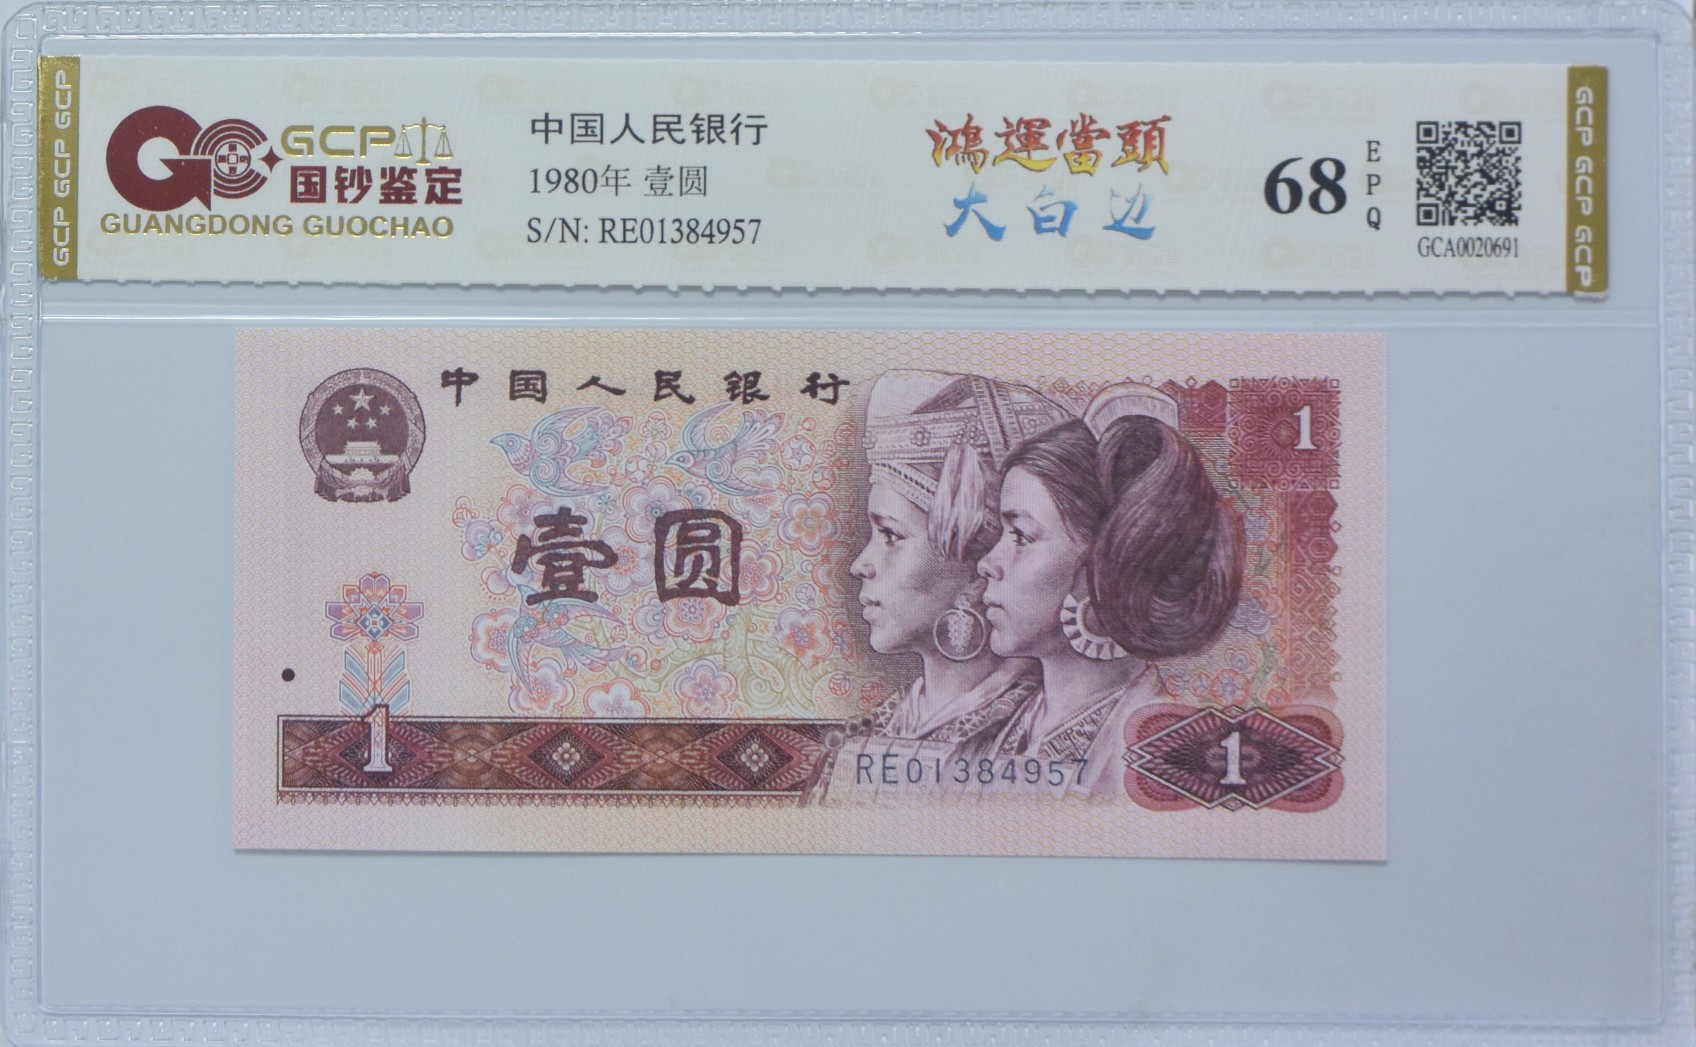 GCP GCP GCP
GCP
国钞鉴定
GUANGDONG GUOCHAO
中国人民银行
1980年 壹圆
S/N: RE01384957
鴻運當頭
大白边
68
EPQ
GCA0020691
GCP GCP GCP
中国人民银行
1
壹圆
1
RE01384957
1